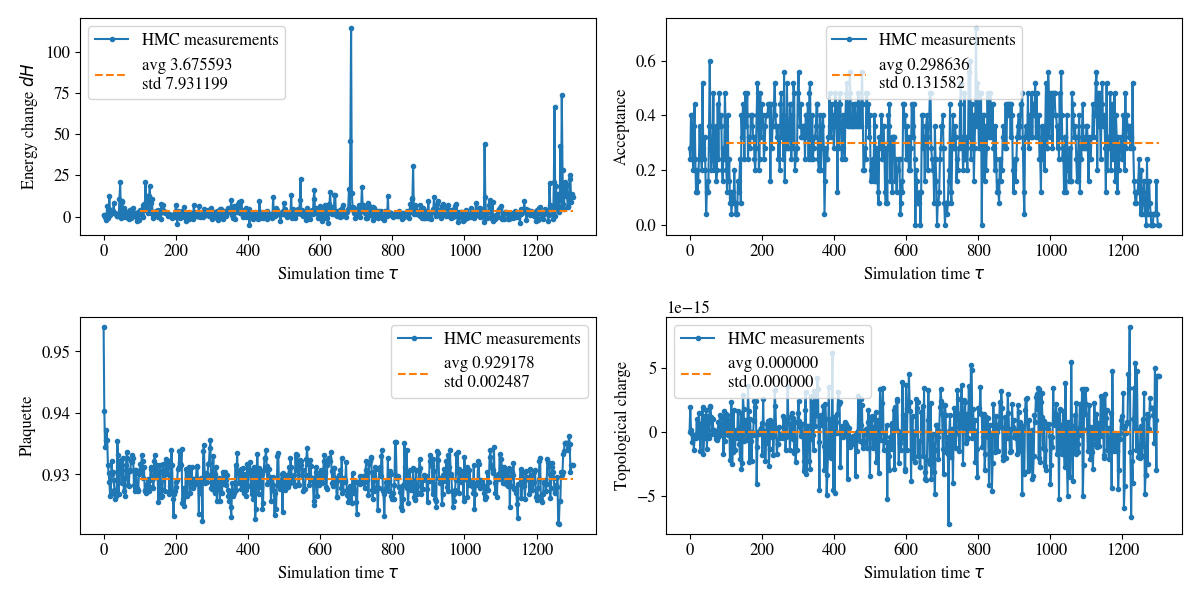 HMC measurements
avg 3.675593
std 7.931199
Energy change dH
100
75
50
25
0
0 200 400 600 800 1000 1200
Simulation time τ
HMC measurements
avg 0.298636
std 0.131582
Acceptance
0.6
0.4
0.2
0.0
0 200 400 600 800 1000 1200
Simulation time τ
HMC measurements
avg 0.929178
std 0.002487
Plaquette
0.95
0.94
0.93
0 200 400 600 800 1000 1200
Simulation time τ
1e−15
HMC measurements
avg 0.000000
std 0.000000
Topological charge
5
0
−5
0 200 400 600 800 1000 1200
Simulation time τ